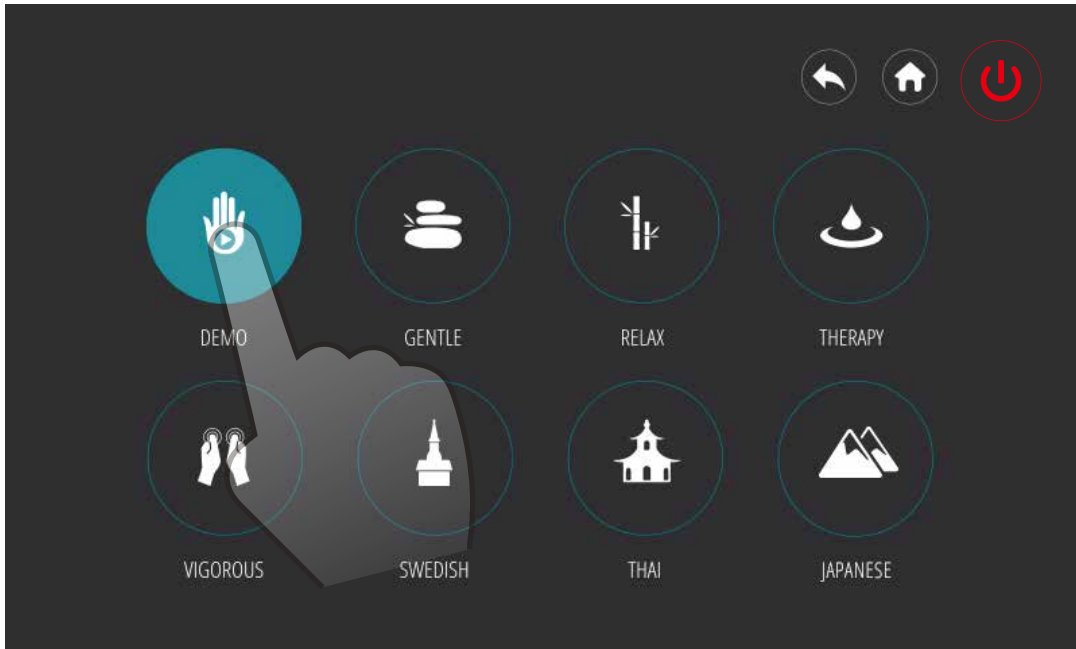 DEMO
GENTLE
RELAX
THERAPY
VIGOROUS
SWEDISH
THAI
JAPANESE